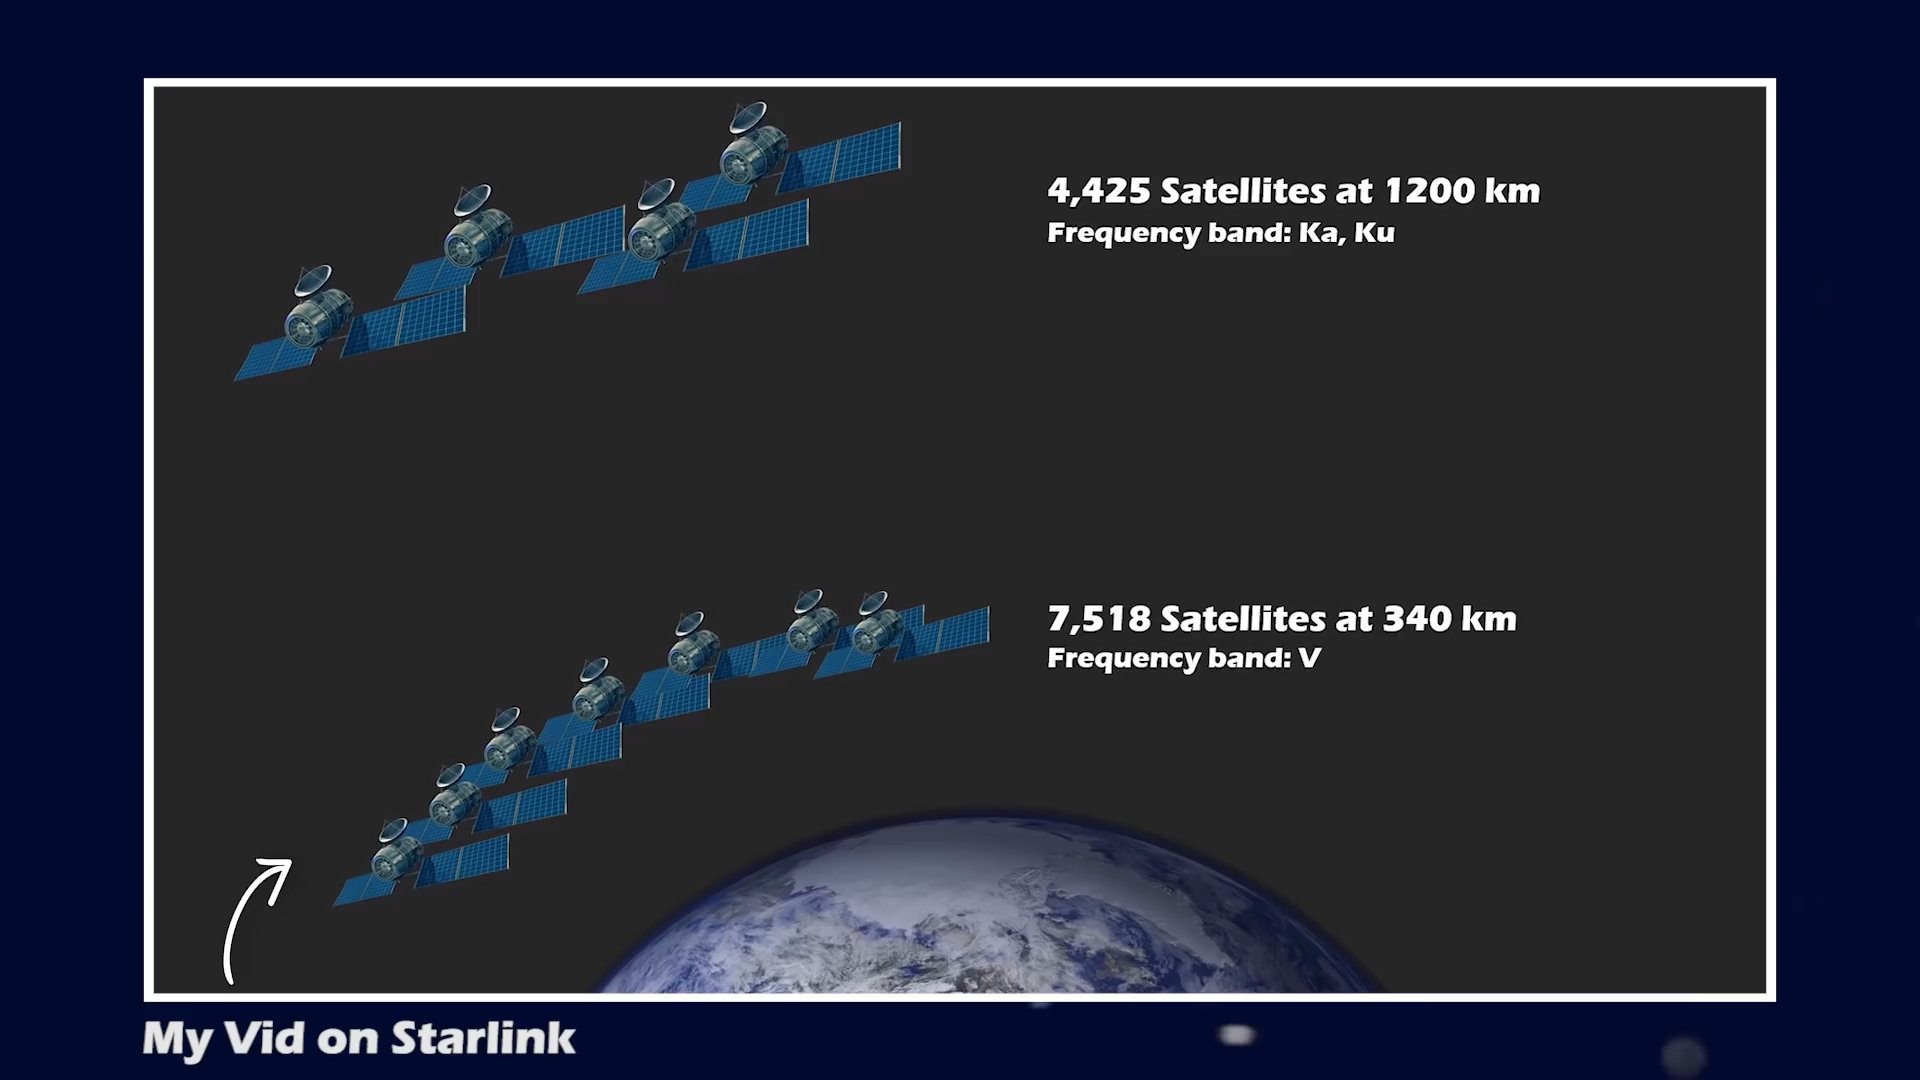 4,425 Satellites at 1200 km
Frequency band: Ka, Ku
7,518 Satellites at 340 km
Frequency band: V
My Vid on Starlink